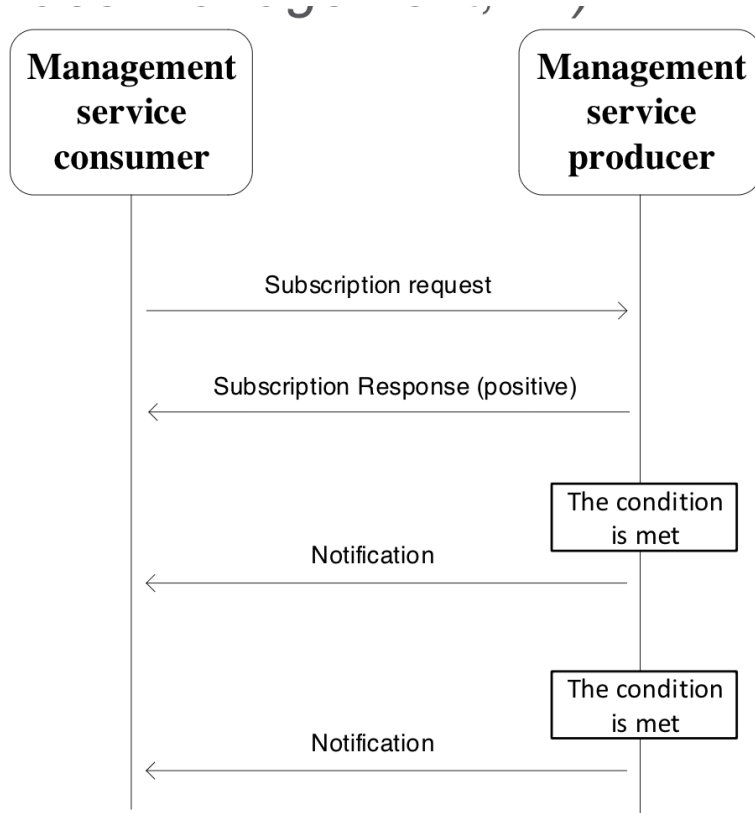 Management
service
consumer
Management
service
producer
Subscription request
Subscription Response (positive)
The condition
is met
Notification
The condition
is met
Notification